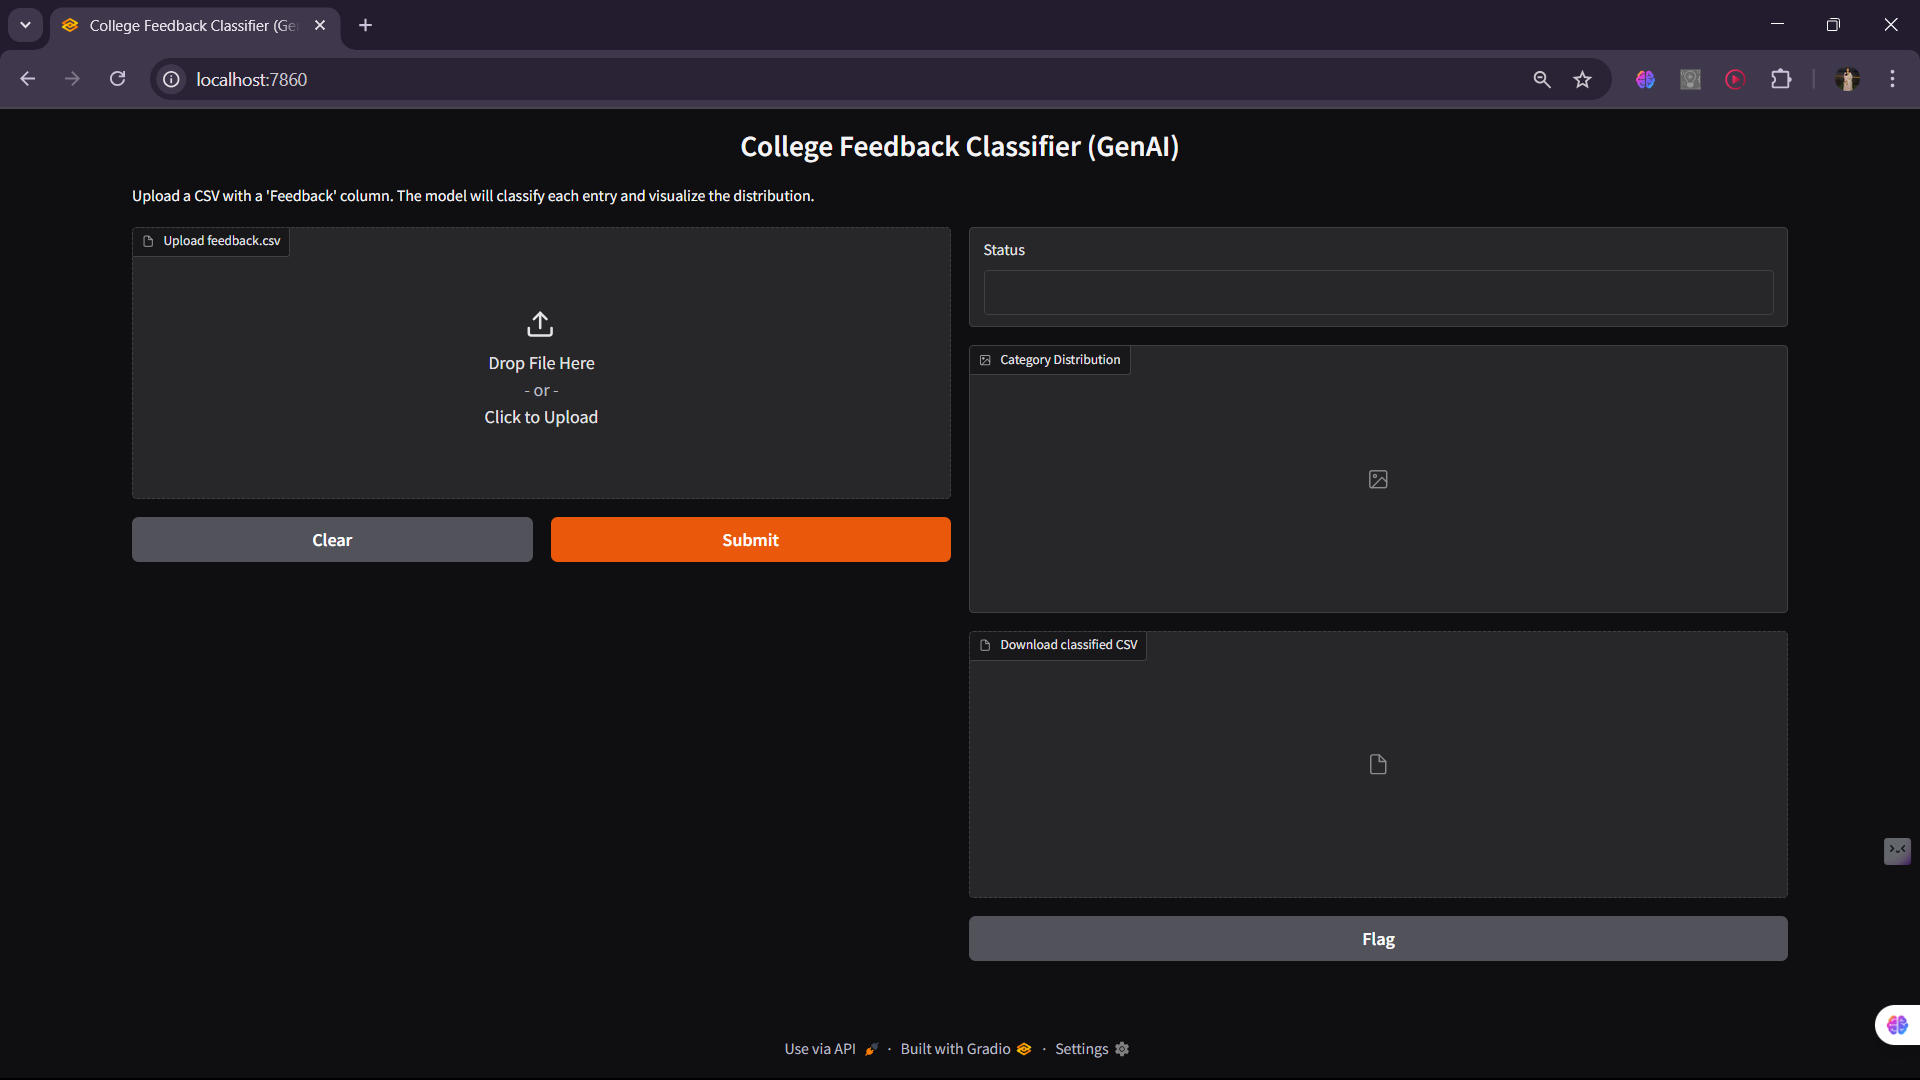 College Feedback Classifier (Ge
localhost:7860
College Feedback Classifier (GenAI)
Upload a CSV with a 'Feedback' column. The model will classify each entry and visualize the distribution.
Upload feedback.csv
Drop File Here
- or -
Click to Upload
Clear
Submit
Status
Category Distribution
Download classified CSV
Flag
Use via API · Built with Gradio · Settings